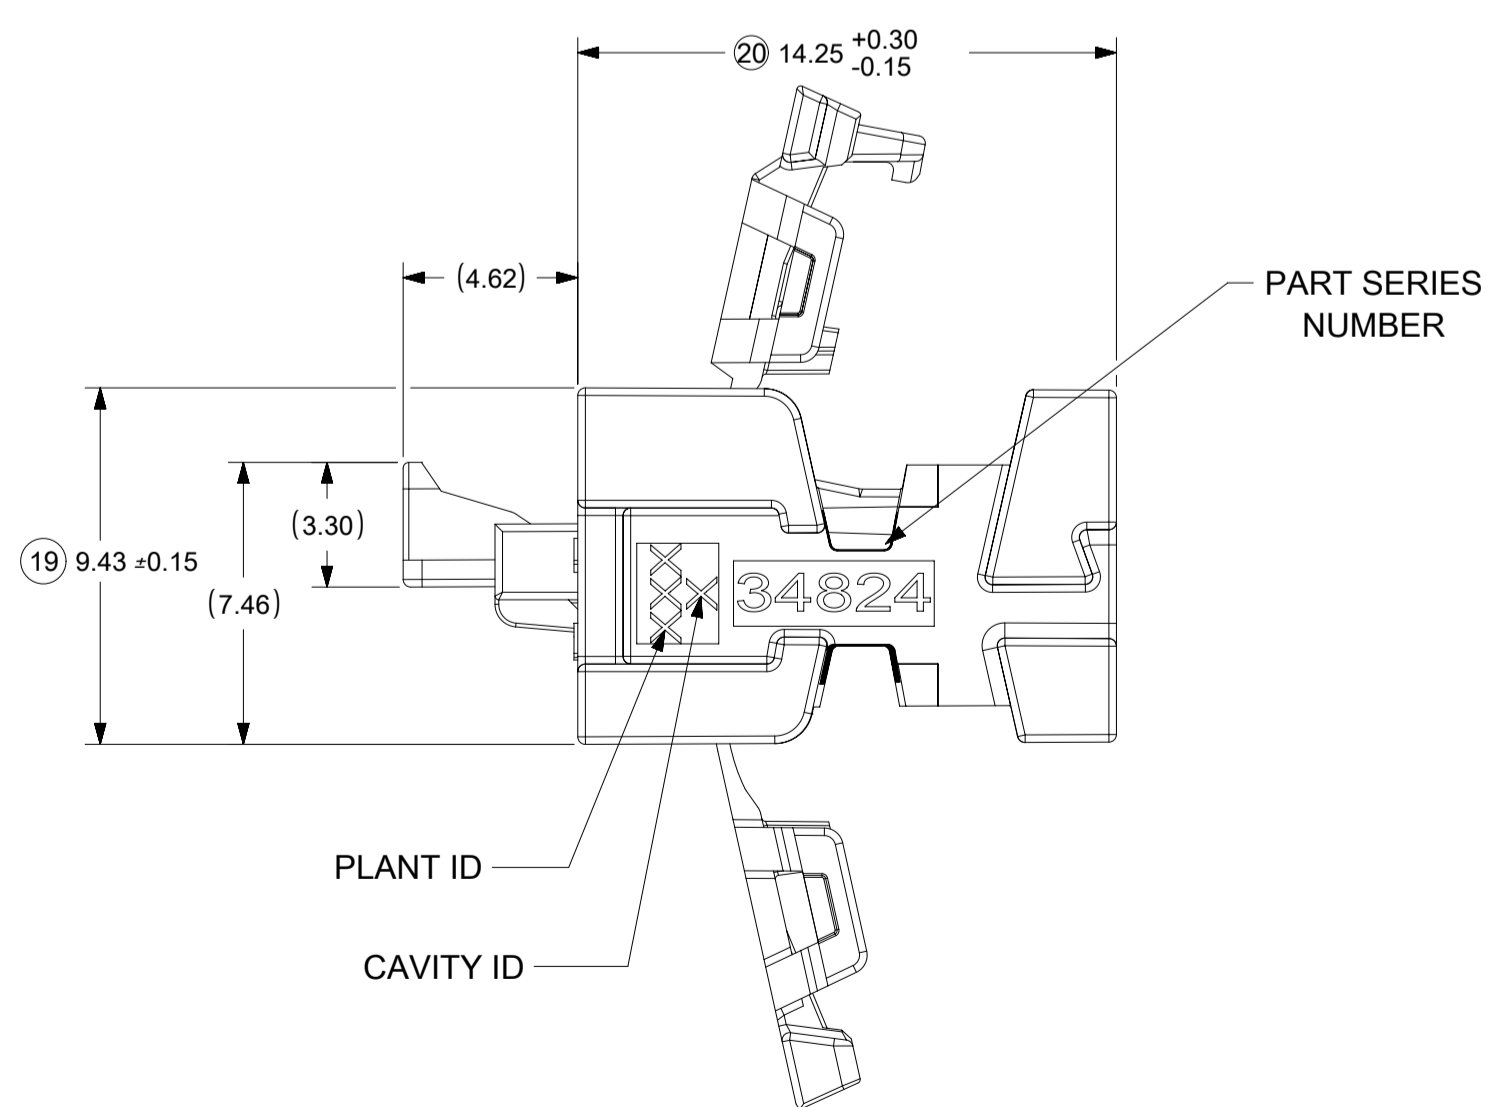 20 14.25 +0.30
-0.15
(4.62)
PART SERIES
NUMBER
(3.30)
19 9.43 ±0.15
(7.46)
XXX
X
34824
PLANT ID
CAVITY ID